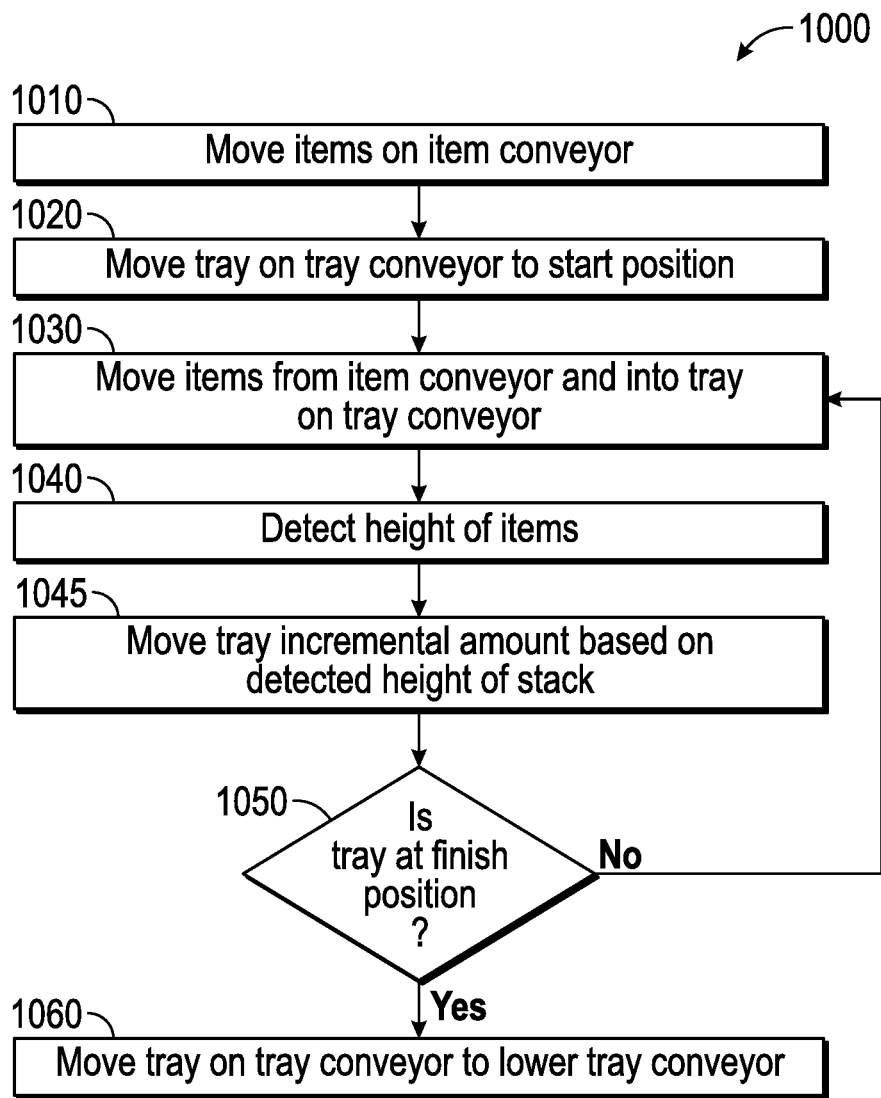 1000
1010
Move items on item conveyor
1020
Move tray on tray conveyor to start position
1030
Move items from item conveyor and into tray
on tray conveyor
1040
Detect height of items
1045
Move tray incremental amount based on
detected height of stack
1050
Is
tray at finish
position
?
No
Yes
1060
Move tray on tray conveyor to lower tray conveyor